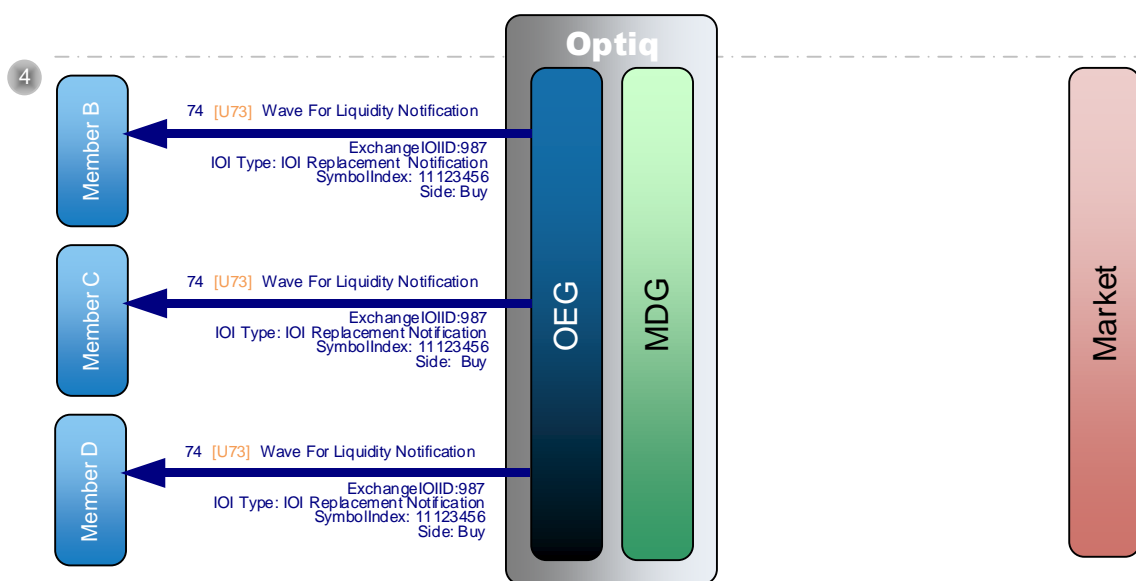 Optiq
4
Member B
74 [U73] Wave For Liquidity Notification
ExchangeIOIID:987
IOI Type: IOI Replacement Notification
SymbolIndex: 11123456
Side: Buy
Member C
74 [U73] Wave For Liquidity Notification
ExchangeIOIID:987
IOI Type: IOI Replacement Notification
SymbolIndex: 11123456
Side: Buy
Member D
74 [U73] Wave For Liquidity Notification
ExchangeIOIID:987
IOI Type: IOI Replacement Notification
SymbolIndex: 11123456
Side: Buy
OEG
MDG
Market